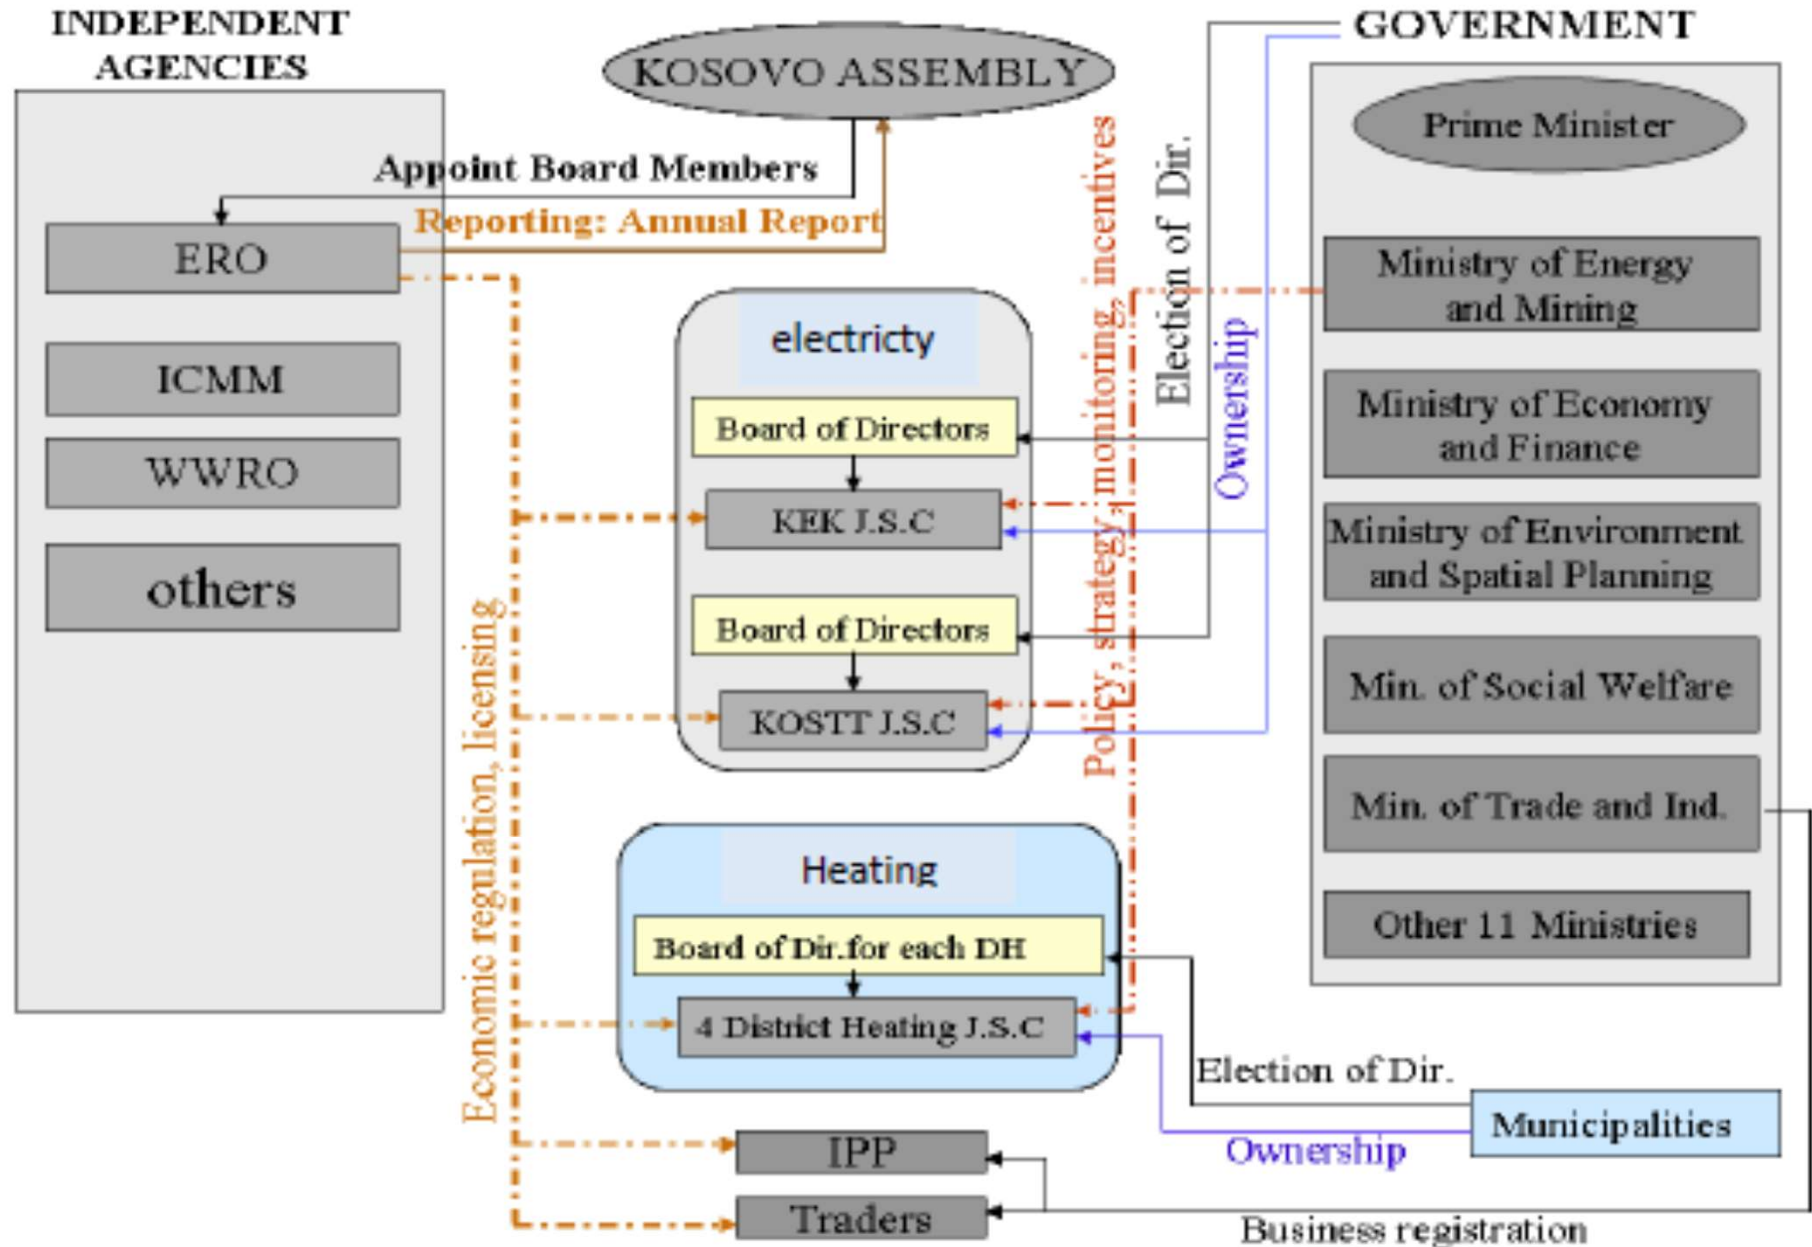 INDEPENDENT
AGENCIES
ERO
ICMM
WWRO
others
KOSOVO ASSEMBLY
Appoint Board Members
Reporting: Annual Report
Economic regulation, licensing
electricty
Board of Directors
KEK J.S.C
Board of Directors
KOSTT J.S.C
Heating
Board of Dir.for each DH
4 District Heating J.S.C
IPP
Traders
Policy, strategy, monitoring, incentives
Election of Dir.
Ownership
GOVERNMENT
Prime Minister
Ministry of Energy
and Mining
Ministry of Economy
and Finance
Ministry of Environment
and Spatial Planning
Min. of Social Welfare
Min. of Trade and Ind.
Other 11 Ministries
Election of Dir.
Municipalities
Ownership
Business registration